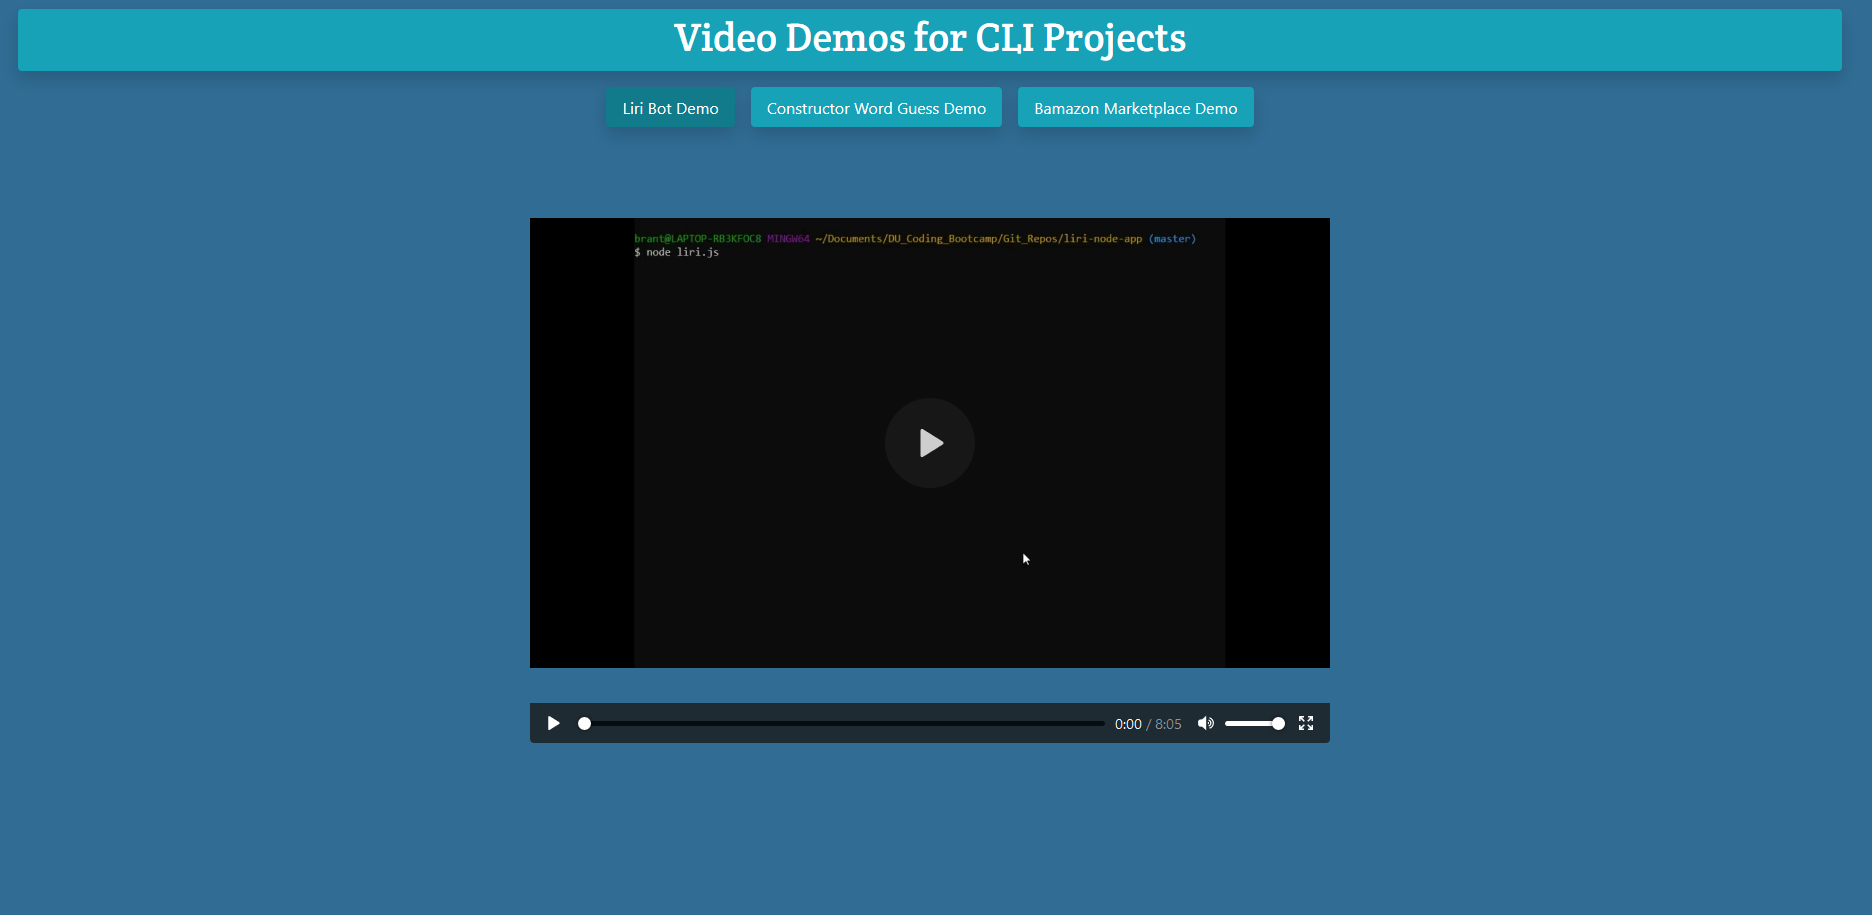 Video Demos for CLI Projects
Liri Bot Demo
Constructor Word Guess Demo
Bamazon Marketplace Demo
brant@LAPTOP-RB3KFOC8 MINGW64 ~/Documents/DU_Coding_Bootcamp/Git_Repos/liri-node-app (master)
$ node liri.js
0:00 / 8:05